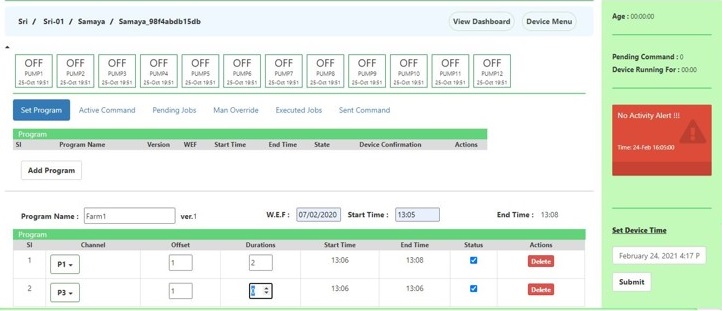 Sri / Sri-01 / Samaya / Samaya_98f4abdb15db
View Dashboard
Device Menu
OFF OFF OFF OFF OFF OFF OFF OFF OFF OFF OFF OFF
PUMP1 PUMP2 PUMP3 PUMP4 PUMP5 PUMP6 PUMP7 PUMP8 PUMP9 PUMP10 PUMP11 PUMP12
25-Oct 19:51 25-Oct 19:51 25-Oct 19:51 25-Oct 19:51 25-Oct 19:51 25-Oct 19:51 25-Oct 19:51 25-Oct 19:51 25-Oct 19:51 25-Oct 19:51 25-Oct 19:51 25-Oct 19:51
Set Program Active Command Pending Jobs Man Override Executed Jobs Sent Command
Program
Sl Program Name Version WEF Start Time End Time State Device Confirmation Actions
Add Program
Program Name : Farm1 ver.1 W.E.F : 07/02/2020 Start Time : 13:05 End Time : 13:08
Program
Sl Channel Offset Durations Start Time End Time Status Actions
1 P1 1 2 13:06 13:08 Delete
2 P3 1 0 13:06 13:06 Delete
Age : 00:00:00
Pending Command : 0
Device Running For : 00:00
No Activity Alert !!!
Time: 24-Feb 16:05:00
Set Device Time
February 24, 2021 4:17 P
Submit